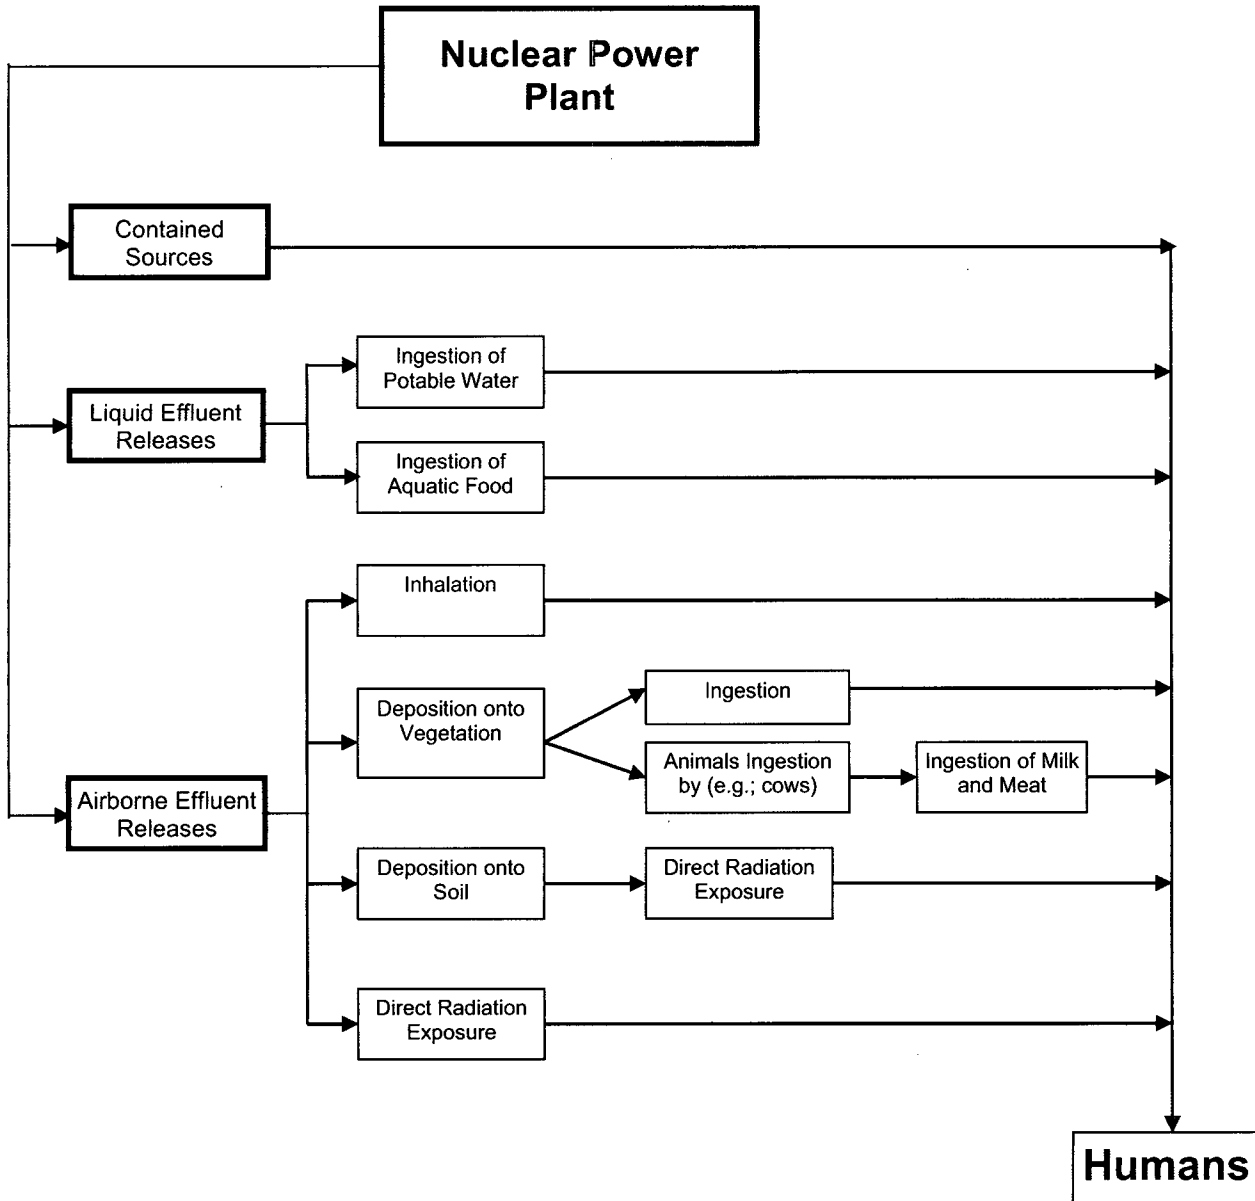 Nuclear Power
Plant
Contained
Sources
Ingestion of
Potable Water
Liquid Effluent
Releases
Ingestion of
Aquatic Food
Inhalation
Deposition onto
Vegetation
Ingestion
Animals Ingestion
by (e.g.; cows)
Ingestion of Milk
and Meat
Airborne Effluent
Releases
Deposition onto
Soil
Direct Radiation
Exposure
Direct Radiation
Exposure
Humans